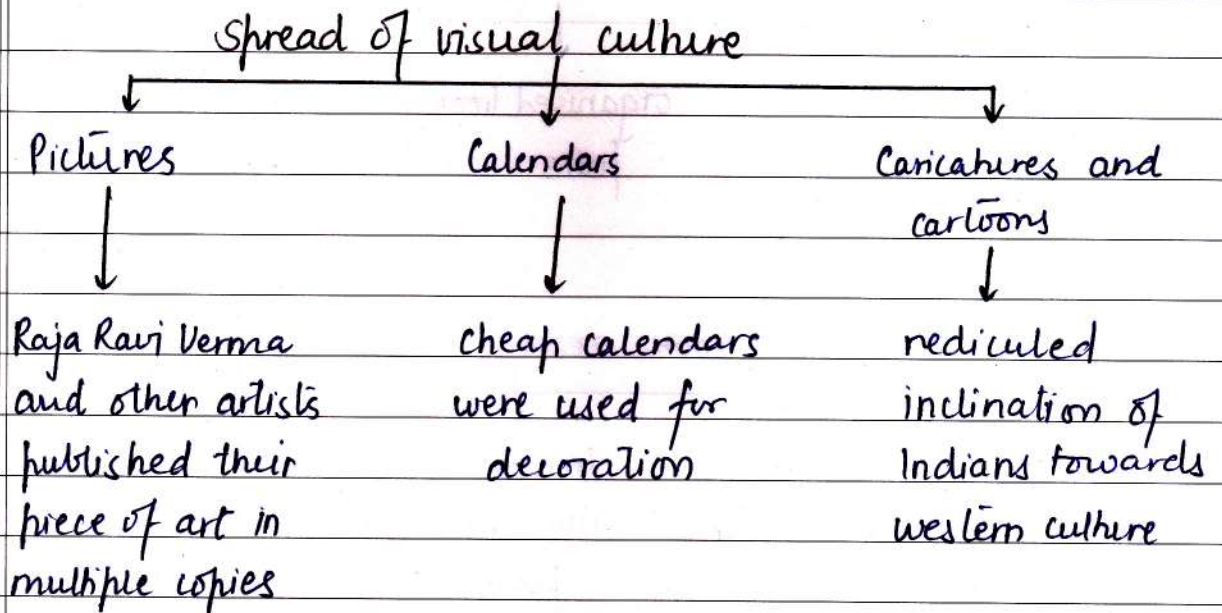 Spread of visual culture
Pictures
Calendars
Caricatures and
cartoons
Raja Ravi Verma
and other artists
published their
piece of art in
multiple copies
cheap calendars
were used for
decoration
rediculed
inclination of
Indians towards
western culture